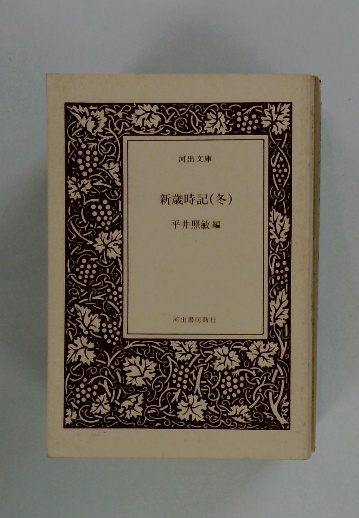 河出文庫
新歳時記(冬)
平井照敏 編
河出書房新社